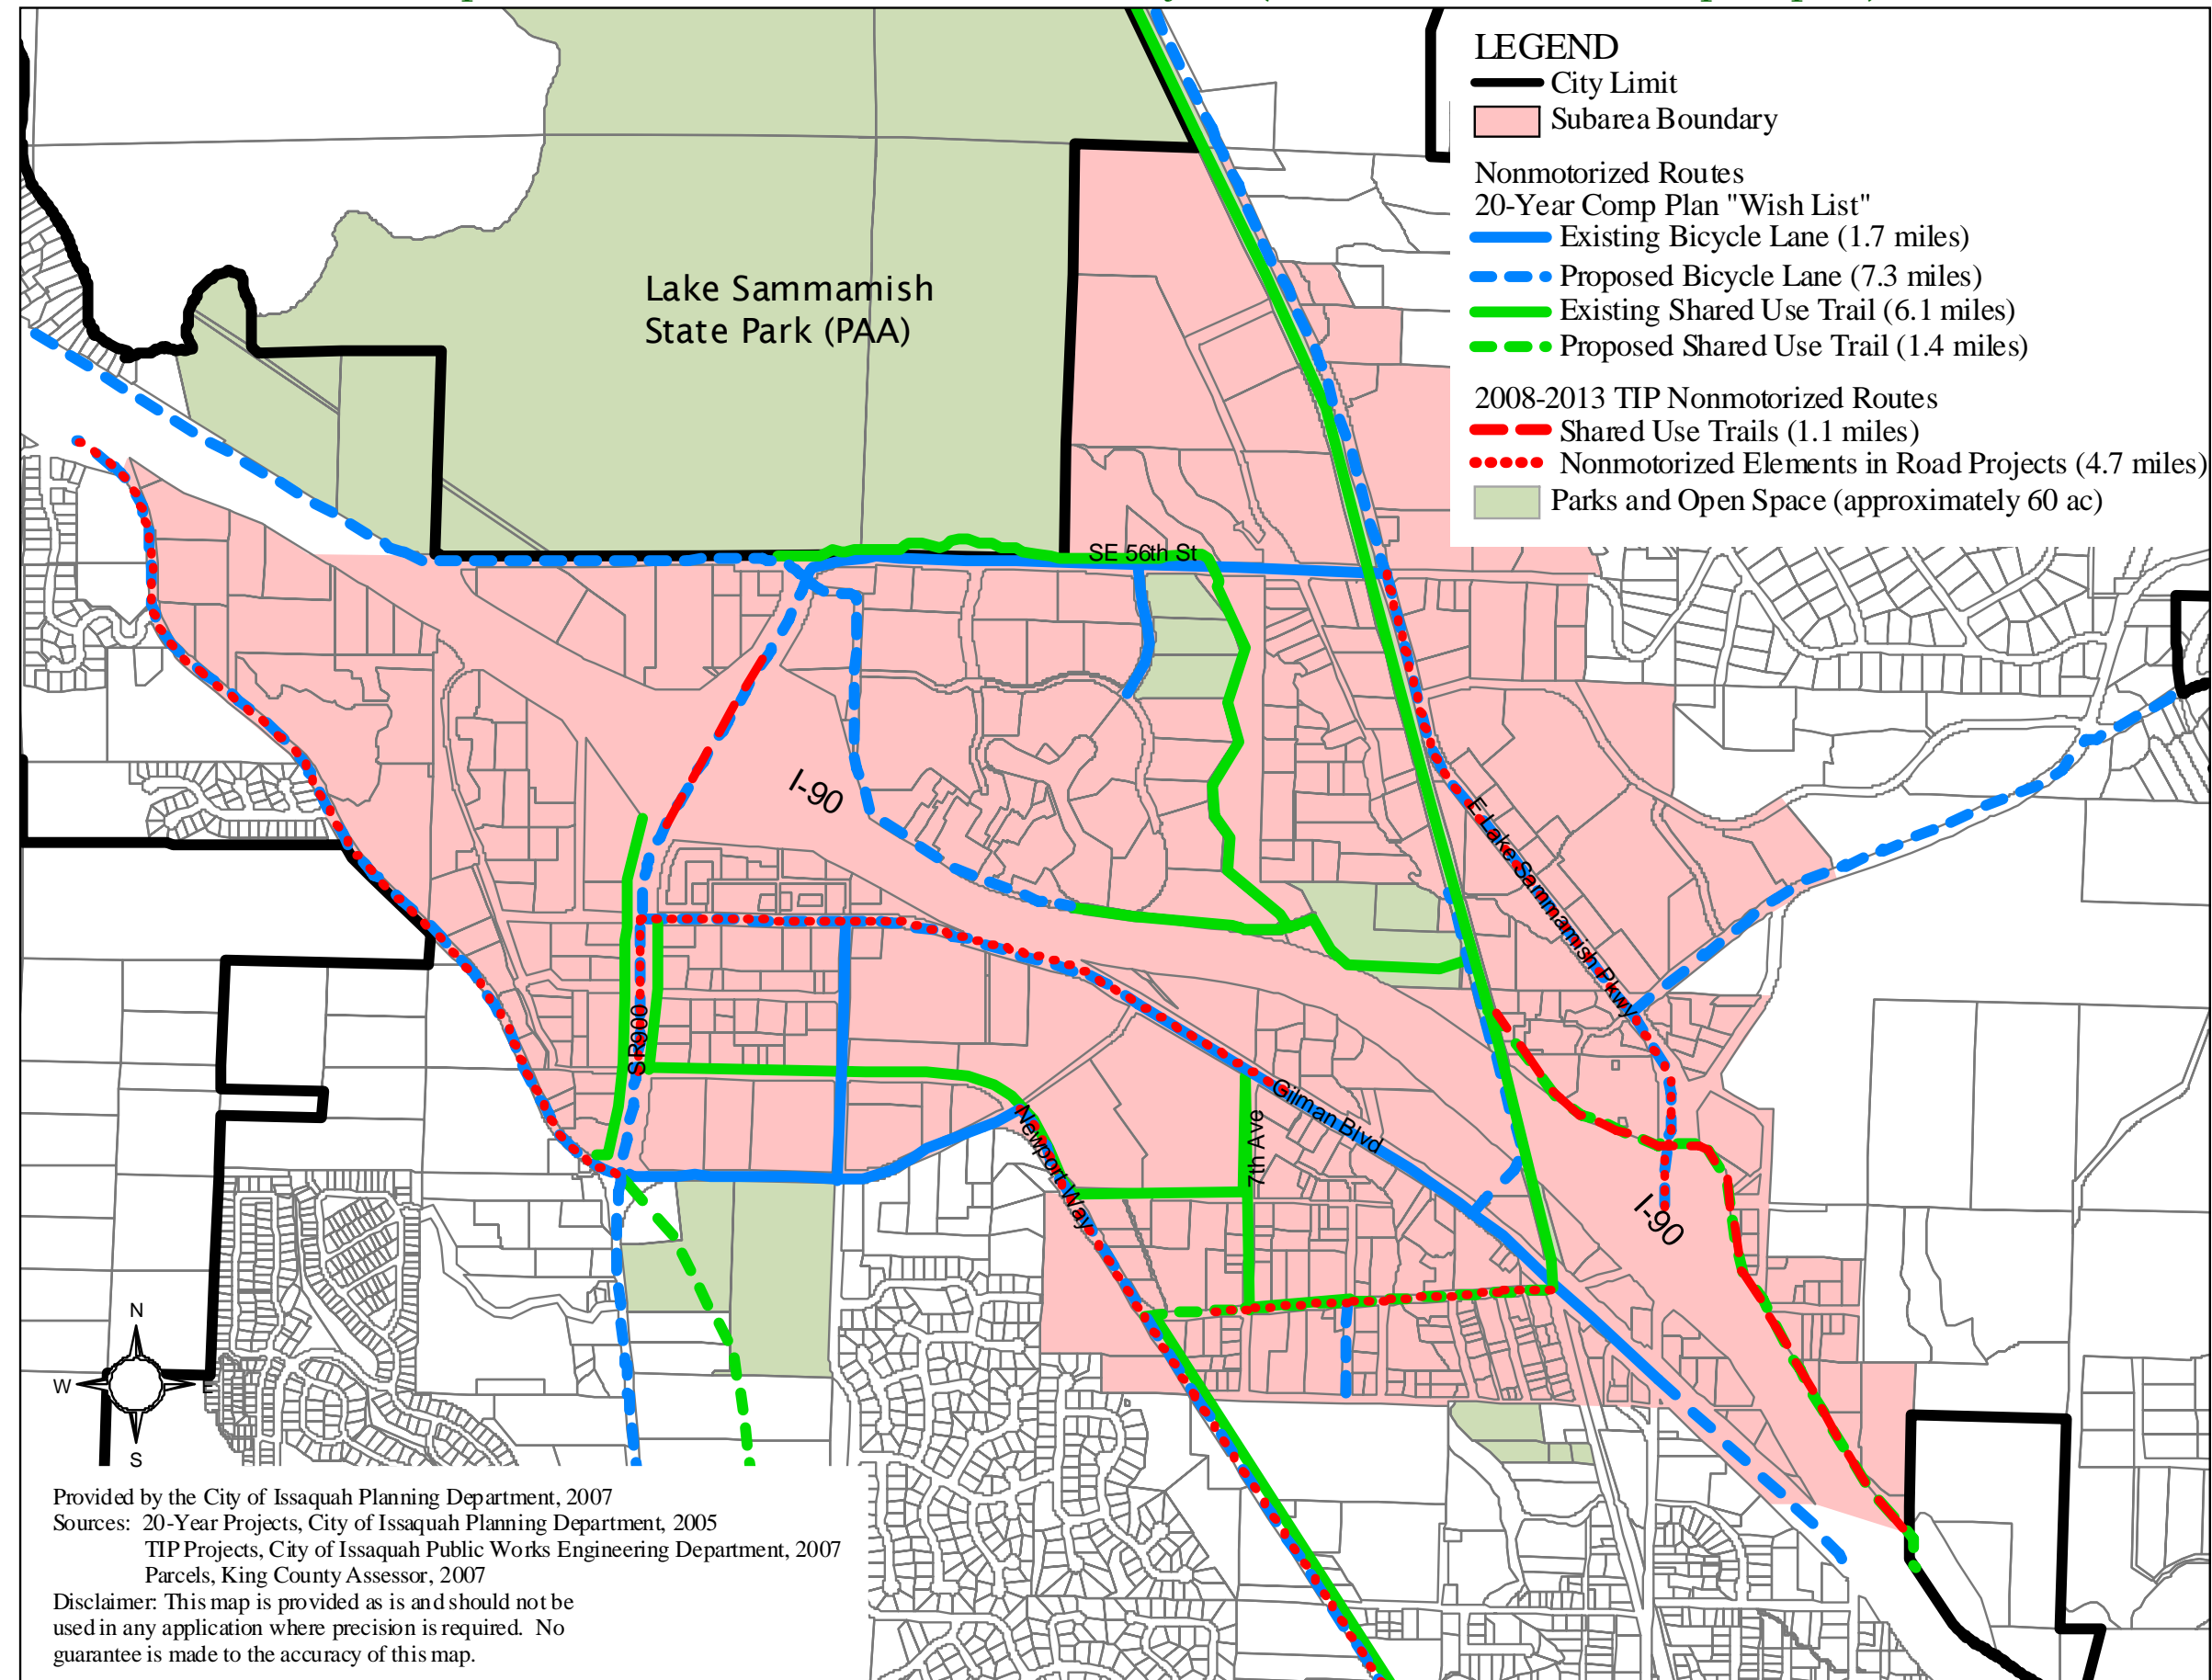 LEGEND
City Limit
Subarea Boundary
Nonmotorized Routes
20-Year Comp Plan "Wish List"
Existing Bicycle Lane (1.7 miles)
Proposed Bicycle Lane (7.3 miles)
Existing Shared Use Trail (6.1 miles)
Proposed Shared Use Trail (1.4 miles)
2008-2013 TIP Nonmotorized Routes
Shared Use Trails (1.1 miles)
Nonmotorized Elements in Road Projects (4.7 miles)
Parks and Open Space (approximately 60 ac)
Lake Sammamish
State Park (PAA)
SE 56th St
I-90
E Lake Sammamish Pkwy
SR900
Gilman Blvd
7th Ave
Newport Way
I-90
N
W
E
S
Provided by the City of Issaquah Planning Department, 2007
Sources: 20-Year Projects, City of Issaquah Planning Department, 2005
TIP Projects, City of Issaquah Public Works Engineering Department, 2007
Parcels, King County Assessor, 2007
Disclaimer: This map is provided as is and should not be
used in any application where precision is required. No
guarantee is made to the accuracy of this map.